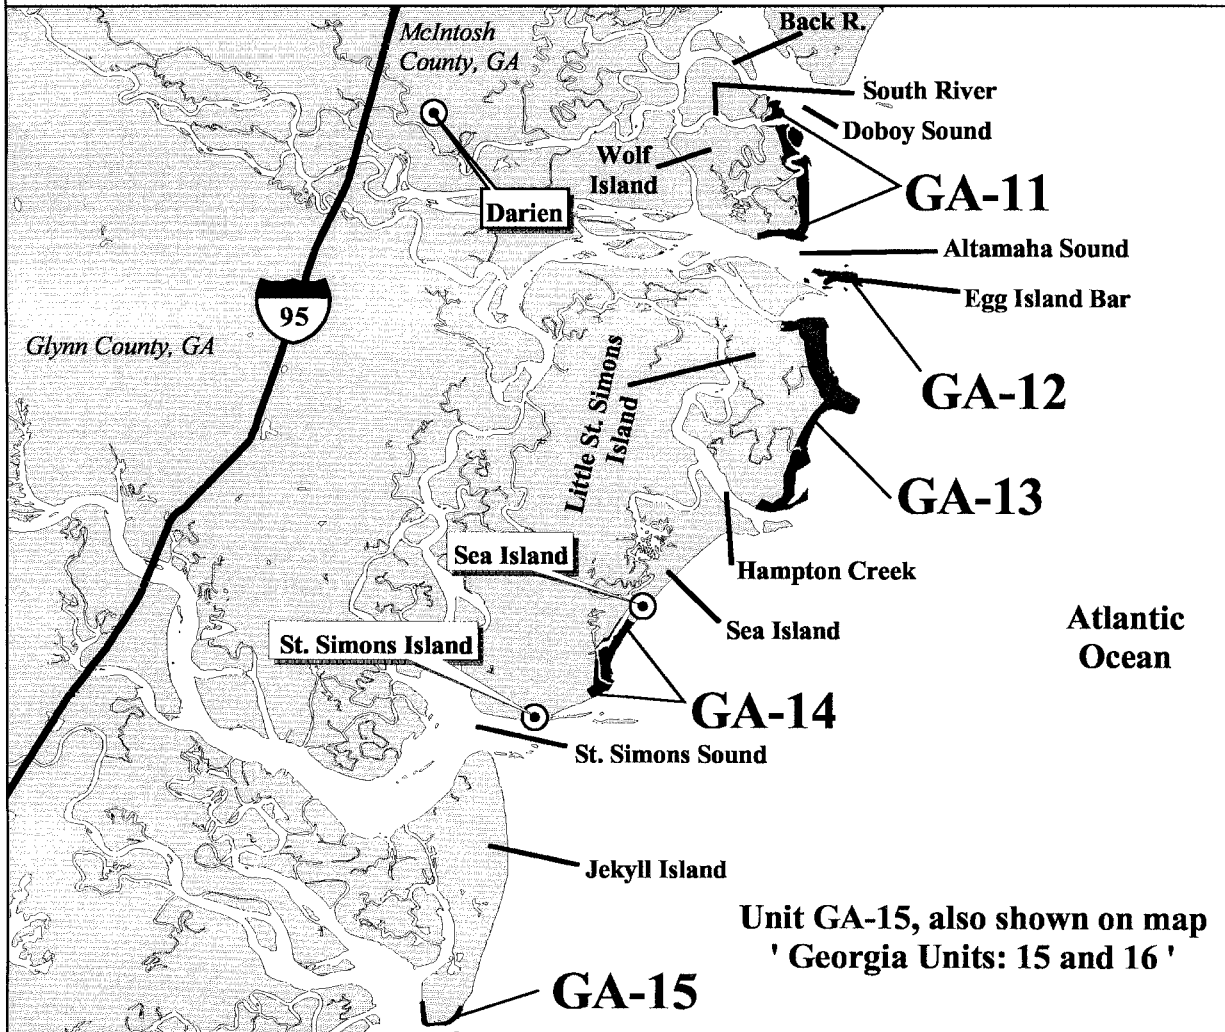 McIntosh
County, GA
Back R.
South River
Doboy Sound
Wolf
Island
GA-11
Darien
Altamaha Sound
Egg Island Bar
95
Glynn County, GA
GA-12
Little St. Simons
Island
GA-13
Sea Island
Hampton Creek
Sea Island
Atlantic
Ocean
St. Simons Island
GA-14
St. Simons Sound
Jekyll Island
Unit GA-15, also shown on map
' Georgia Units: 15 and 16 '
GA-15